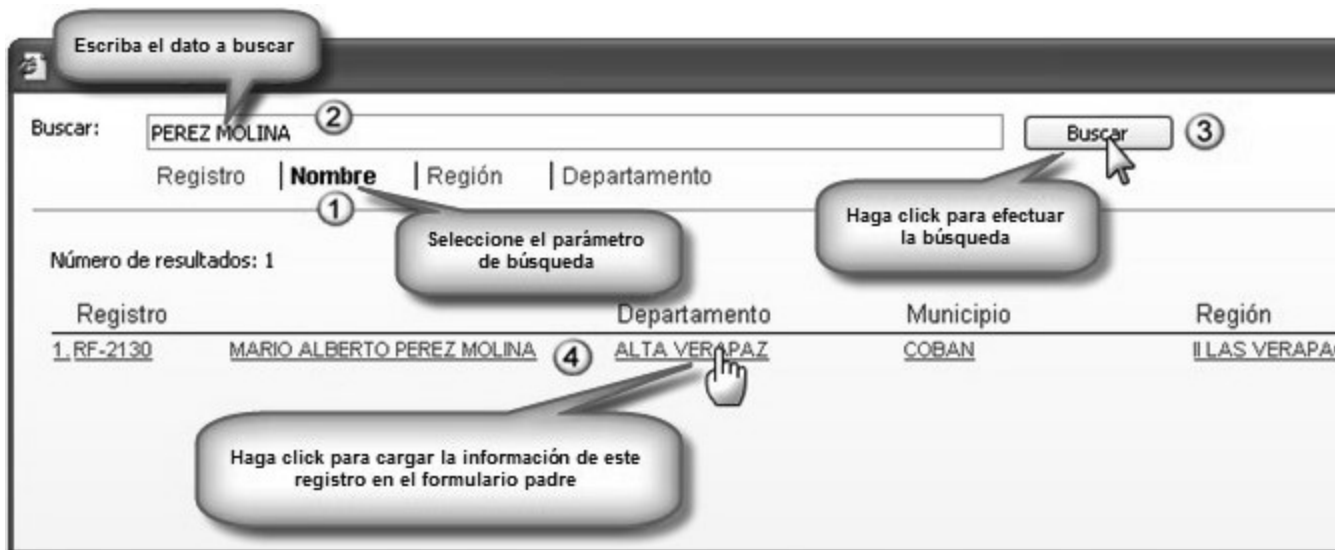 Escriba el dato a buscar
Buscar:
PEREZ MOLINA
2
Buscar
3
Registro | Nombre | Región | Departamento
1
Seleccione el parámetro
de búsqueda
Haga click para efectuar
la búsqueda
Número de resultados: 1
Registro Departamento Municipio Región
1. RF-2130 MARIO ALBERTO PEREZ MOLINA 4 ALTA VERAPAZ COBAN II LAS
Haga click para cargar la información de este
registro en el formulario padre